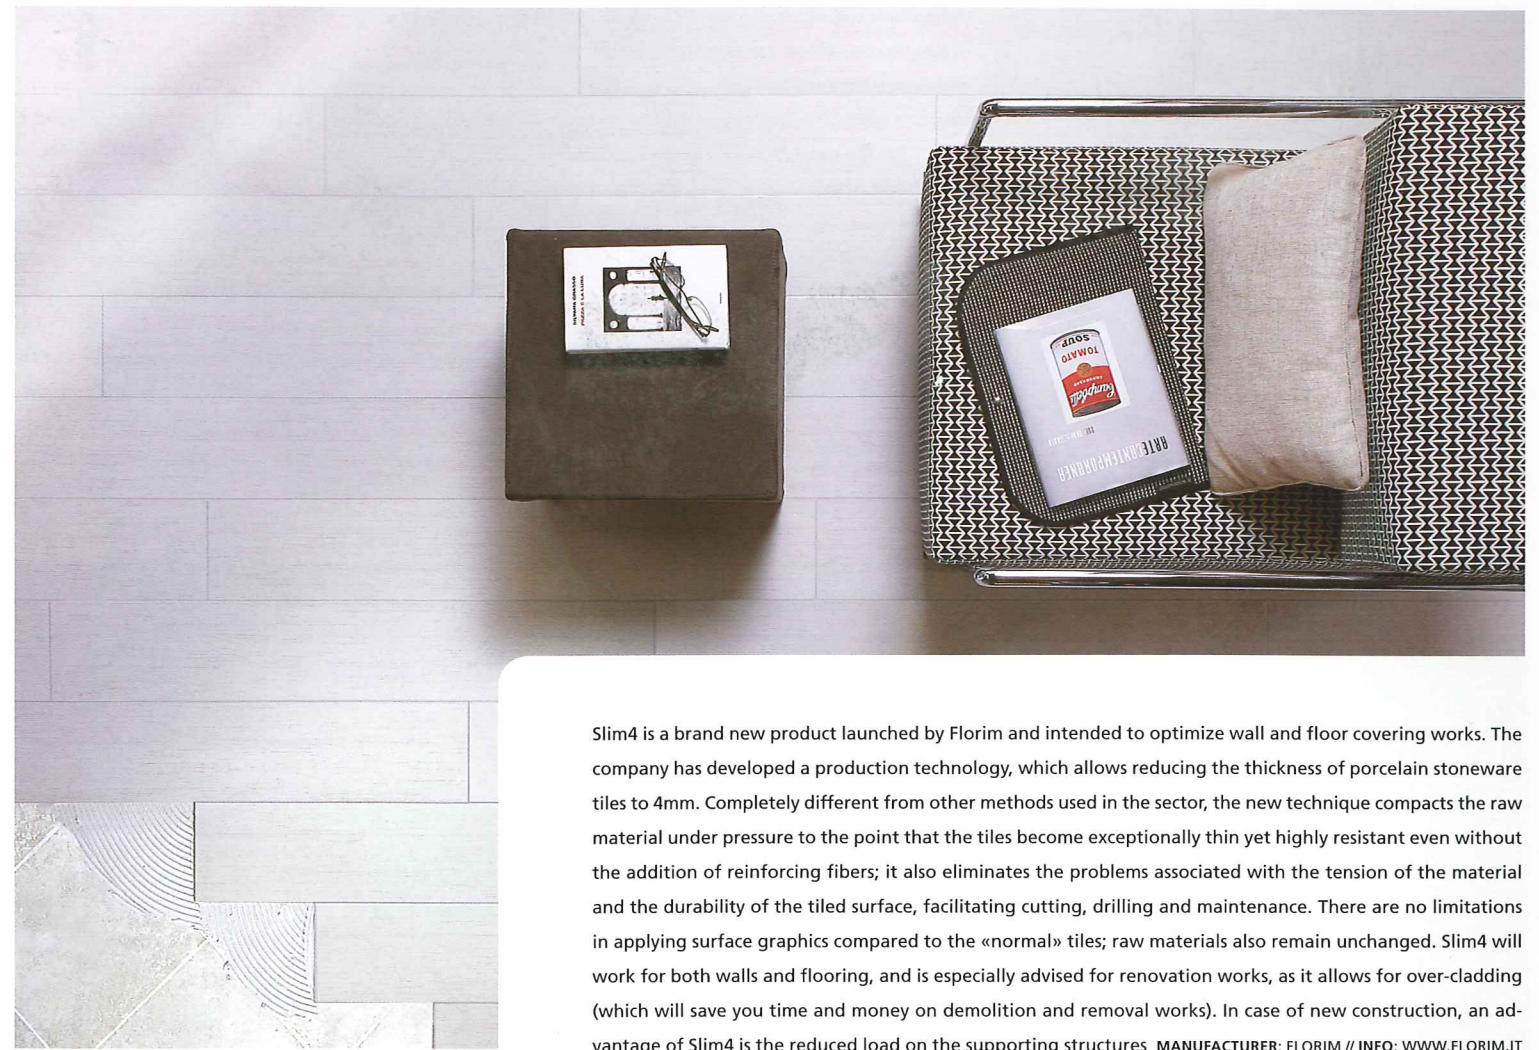 SILVANA GRASSO
PAZZA È LA LUNA
SOUP
TOMATO
CONDENSED
Campbell's
ARTECONTEMPORANEA
Slim4 is a brand new product launched by Florim and intended to optimize wall and floor covering works. The
company has developed a production technology, which allows reducing the thickness of porcelain stoneware
tiles to 4mm. Completely different from other methods used in the sector, the new technique compacts the raw
material under pressure to the point that the tiles become exceptionally thin yet highly resistant even without
the addition of reinforcing fibers; it also eliminates the problems associated with the tension of the material
and the durability of the tiled surface, facilitating cutting, drilling and maintenance. There are no limitations
in applying surface graphics compared to the «normal» tiles; raw materials also remain unchanged. Slim4 will
work for both walls and flooring, and is especially advised for renovation works, as it allows for over-cladding
(which will save you time and money on demolition and removal works). In case of new construction, an ad-
vantage of Slim4 is the reduced load on the supporting structures MANUFACTURER: FLORIM // INFO: WWW.FLORIM.IT